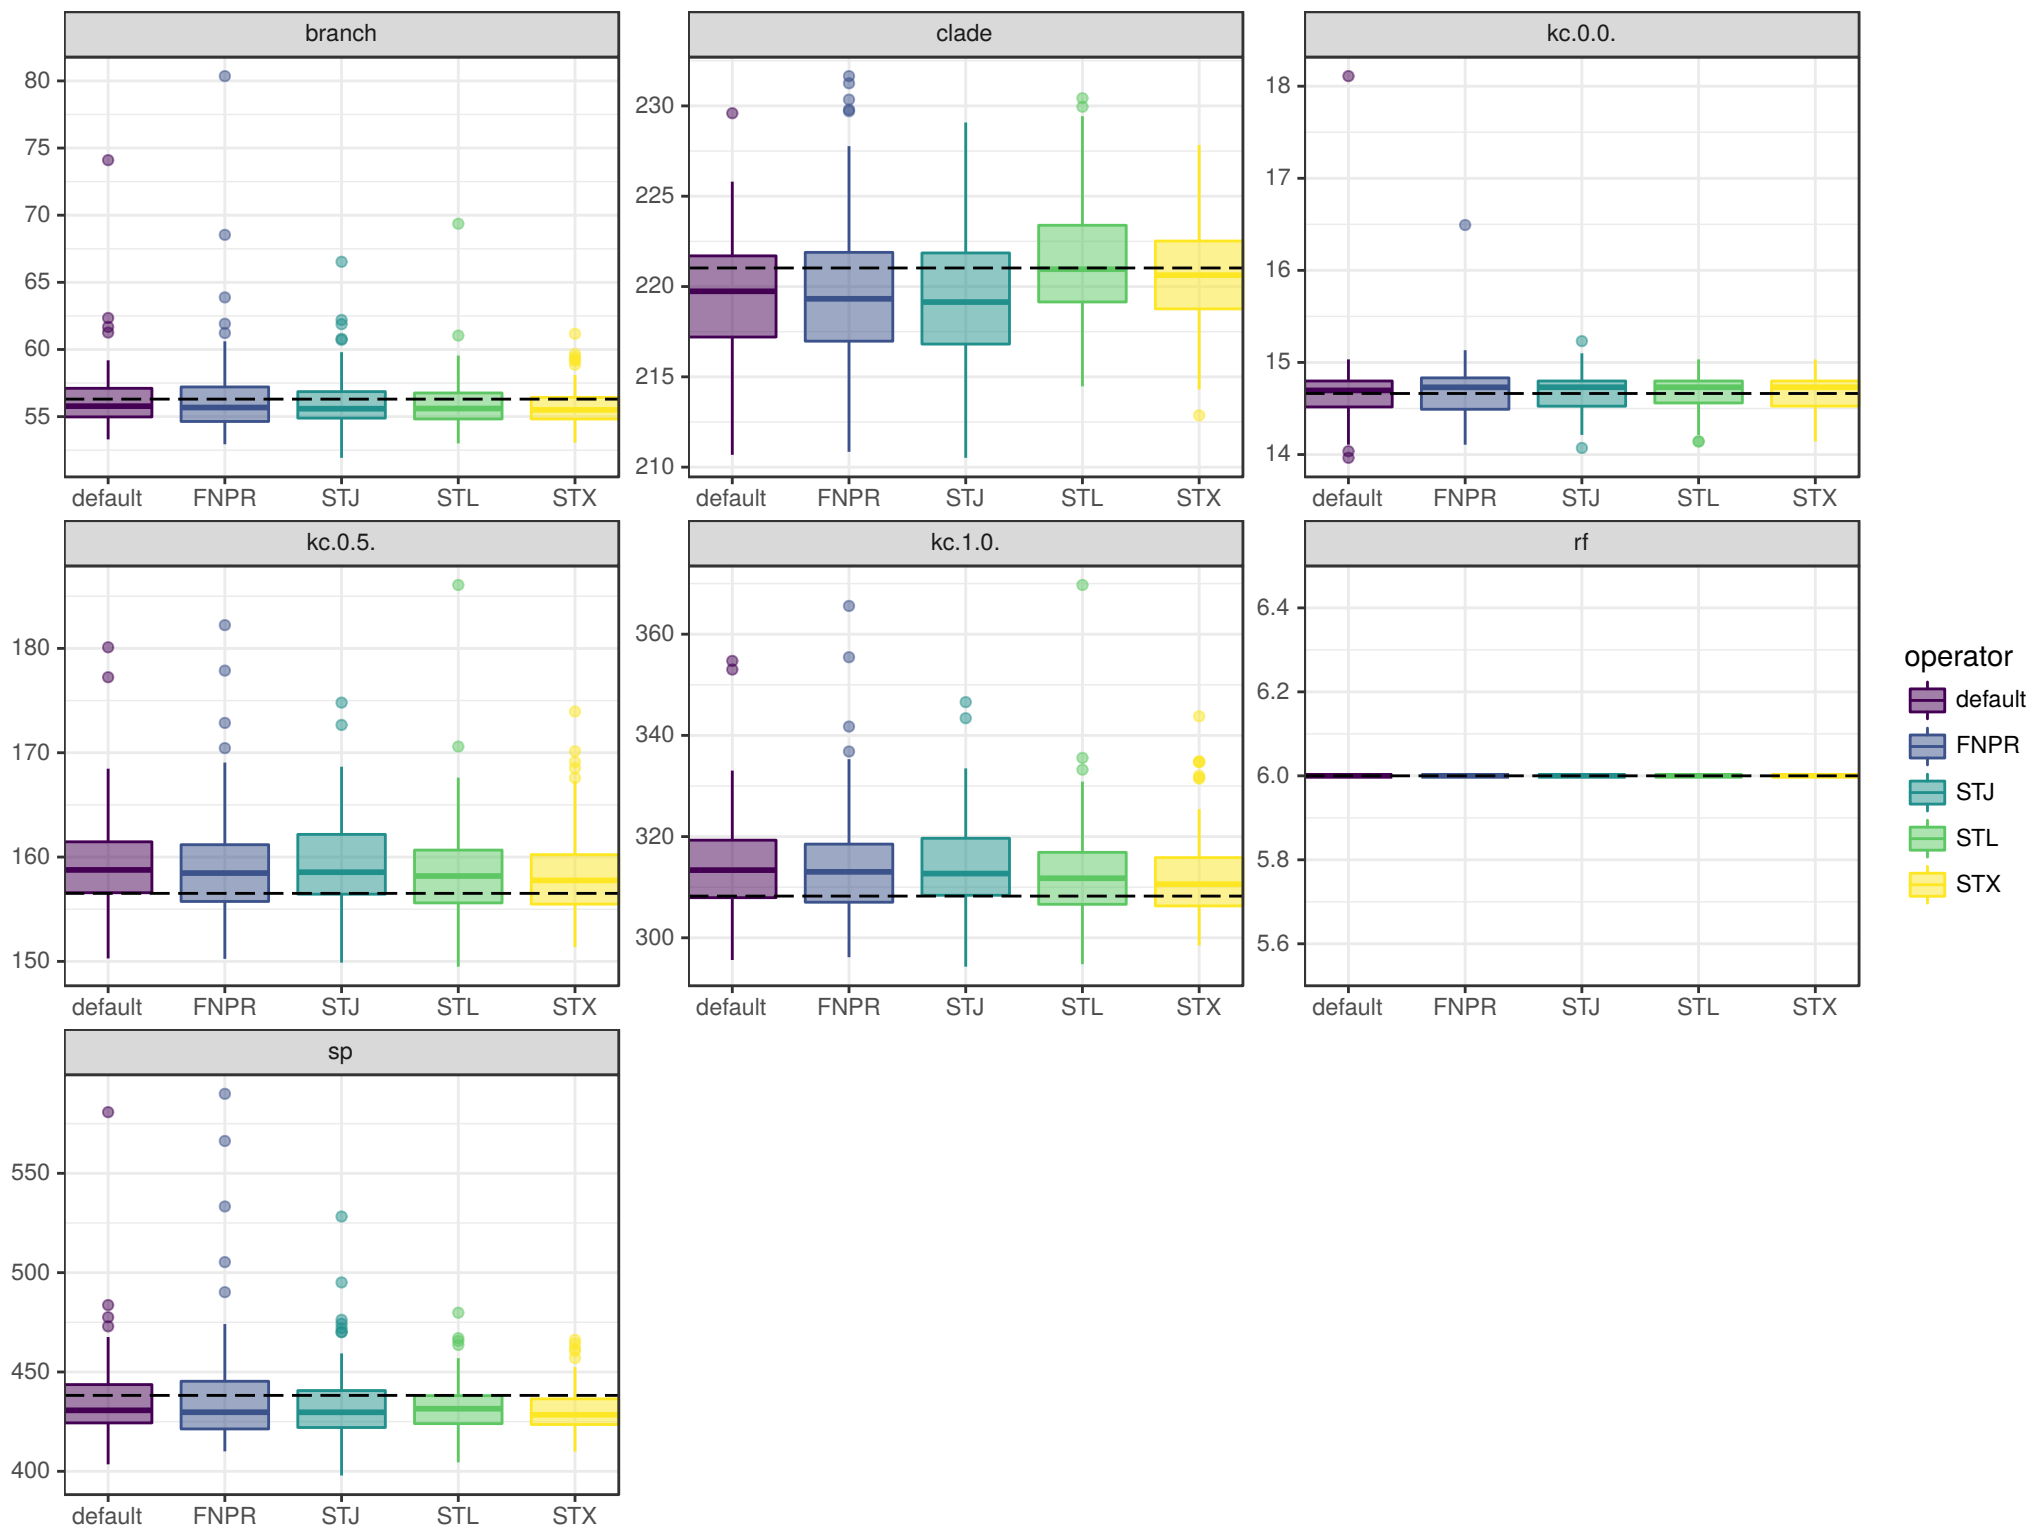 branch clade kc.0.0.
80
75
70
65
60
55
230
225
220
215
210
18
17
16
15
14
default FNPR STJ STL STX default FNPR STJ STL STX default FNPR STJ STL STX
kc.0.5. kc.1.0. rf
180
170
160
150
360
340
320
300
6.4
6.2
6.0
5.8
5.6
default FNPR STJ STL STX default FNPR STJ STL STX default FNPR STJ STL STX
operator
default
FNPR
STJ
STL
STX
sp
550
500
450
400
default FNPR STJ STL STX